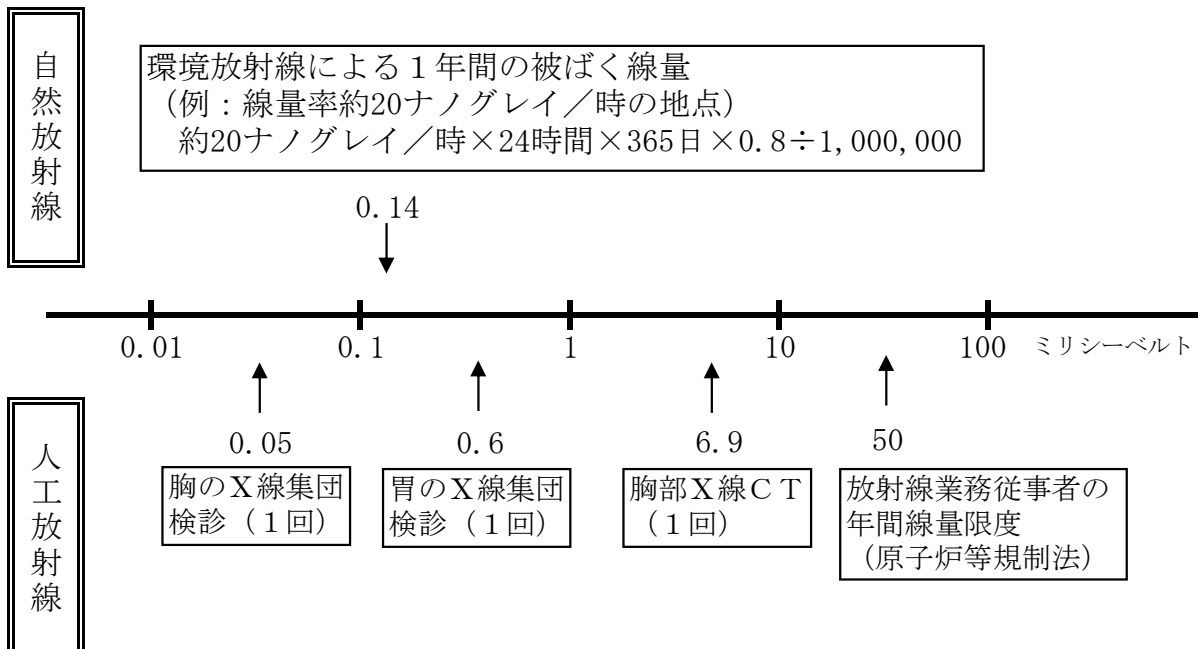 自然放射線
環境放射線による１年間の被ばく線量
（例：線量率約20ナノグレイ／時の地点）
約20ナノグレイ／時×24時間×365日×0.8÷1,000,000
0.14
0.01
0.1
1
10
100
ミリシーベルト
人工放射線
0.05
胸のＸ線集団
検診（１回）
0.6
胃のＸ線集団
検診（１回）
6.9
胸部Ｘ線ＣＴ
（１回）
50
放射線業務従事者の
年間線量限度
（原子炉等規制法）